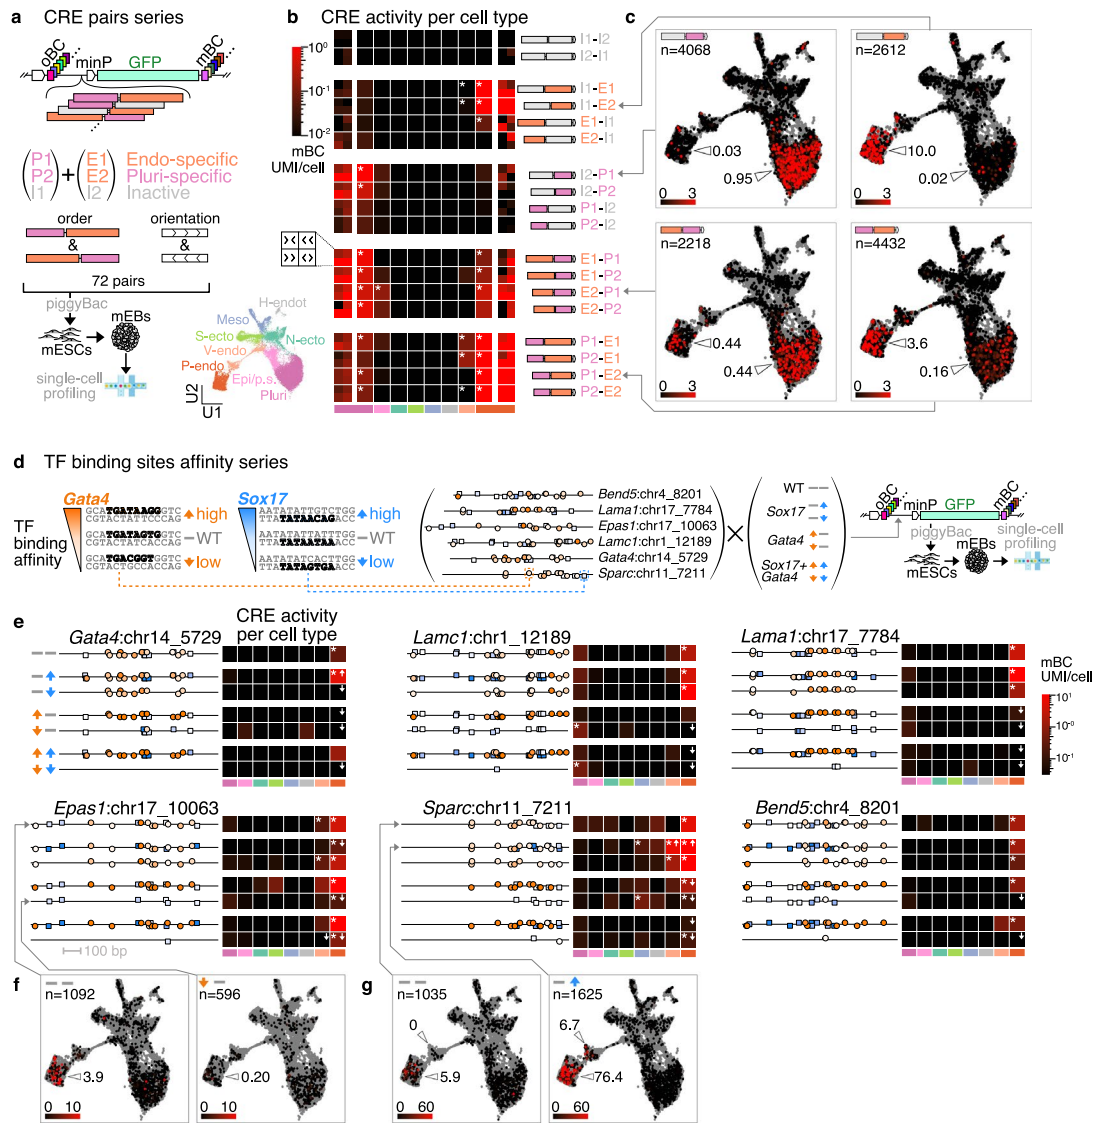 a CRE pairs series
oBC
minP
GFP
mBC
P1
P2
I1
+
E1
E2
I2
Endo-specific
Pluri-specific
Inactive
order
orientation
&
&
72 pairs
piggyBac
mEBs
mESCs
single-cell
profiling
H-endot
Meso
S-ecto
N-ecto
V-endo
P-endo
Epi/p.s.
Pluri
U2
U1
b CRE activity per cell type
10^0
10^-1
10^-2
mBC
UMI/cell
I1-I2
I2-I1
I1-E1
I1-E2
E1-I1
E2-I1
I2-P1
I2-P2
P1-I2
P2-I2
E1-P1
E1-P2
E2-P1
E2-P2
P1-E1
P2-E1
P1-E2
P2-E2
c
n=4068
0.03
0.95
0 3
n=2612
10.0
0.02
0 3
n=2218
0.44
0.44
0 3
n=4432
3.6
0.16
0 3
d TF binding sites affinity series
TF
binding
affinity
Gata4
GCATGATAAGGGTC
CGTACTATTCCCAG
high
WT
GCATGATAGTGGTC
CGTACTATCACCAG
low
GCATGACGGTGGTC
CGTACTGCCACCAG
Sox17
AATATATTGTCTGG
TTATATAACAGACC
high
WT
TTATATAATAAACC
AATATATCACTTGG
TTATATAGTGAACC
low
Bend5:chr4_8201
Lama1:chr17_7784
Epas1:chr17_10063
Lamc1:chr1_12189
Gata4:chr14_5729
Sparc:chr11_7211
WT
Sox17
Gata4
Sox17+
Gata4
oBC
minP
GFP
mBC
piggyBac
mEBs
mESCs
single-cell
profiling
e
CRE activity
per cell type
Gata4:chr14_5729
Lamc1:chr1_12189
Lama1:chr17_7784
mBC
UMI/cell
10^1
10^-0
10^-1
Epas1:chr17_10063
Sparc:chr11_7211
Bend5:chr4_8201
100 bp
f
n=1092
3.9
0 10
n=596
0.20
0 10
g
n=1035
0
5.9
0 60
n=1625
6.7
76.4
0 60